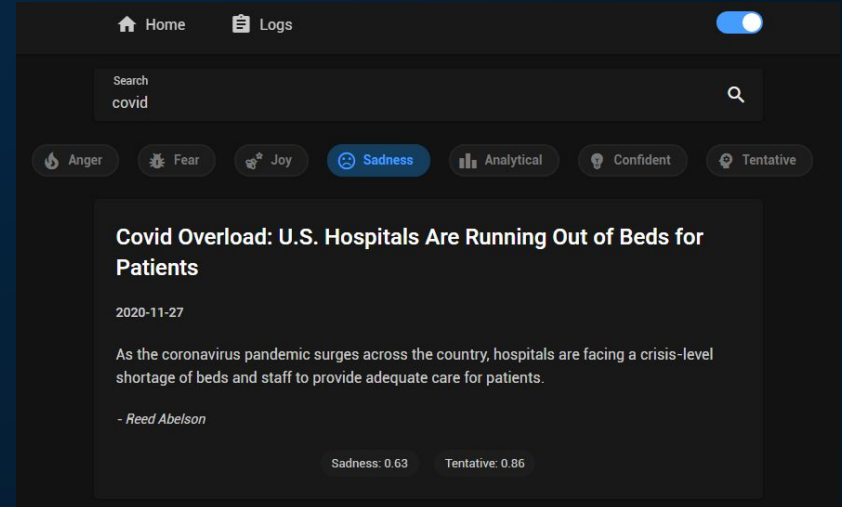 Home Logs
Search
covid
Anger Fear Joy Sadness Analytical Confident Tentative
Covid Overload: U.S. Hospitals Are Running Out of Beds for
Patients
2020-11-27
As the coronavirus pandemic surges across the country, hospitals are facing a crisis-level
shortage of beds and staff to provide adequate care for patients.
- Reed Abelson
Sadness: 0.63 Tentative: 0.86